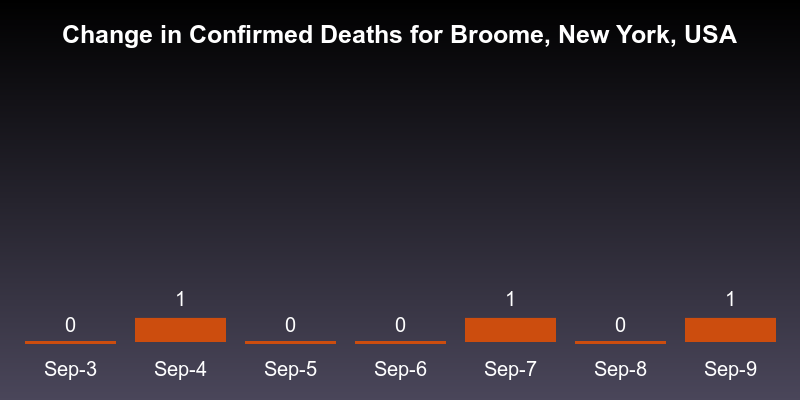 Change in Confirmed Deaths for Broome, New York, USA
1 1 1
0 0 0 0
Sep-3 Sep-4 Sep-5 Sep-6 Sep-7 Sep-8 Sep-9